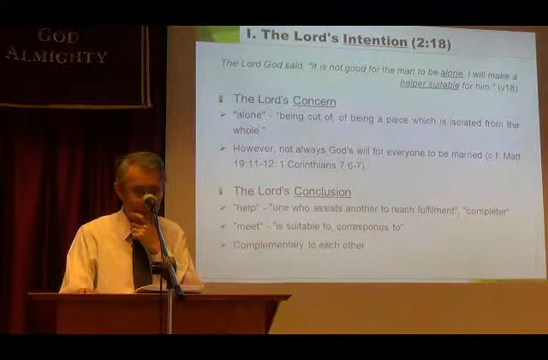 GOD
ALMIGHTY
I. The Lord's Intention (2:18)
The Lord God said, "It is not good for the man to be alone. I will make a
helper suitable for him." (v18)
The Lord's Concern
"alone" - "being cut of, of being a piece which is isolated from the
whole."
However, not always God's will for everyone to be married (c.f. Matt
19:11-12; 1 Corinthians 7:6-7)
The Lord's Conclusion
"help" - "one who assists another to reach fulfilment", "completer"
"meet" - "is suitable to, corresponds to"
Complementary to each other